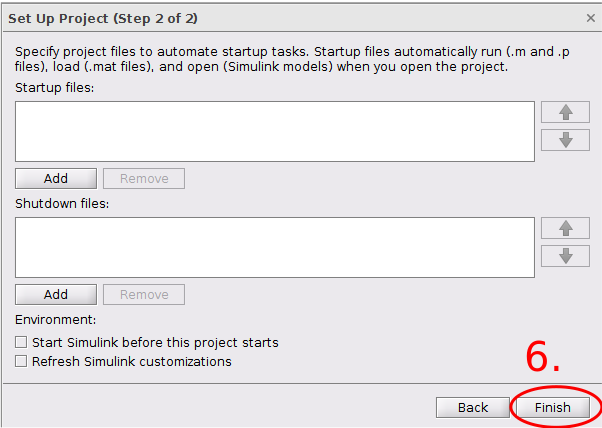 Set Up Project (Step 2 of 2)
Specify project files to automate startup tasks. Startup files automatically run (.m and .p
files), load (.mat files), and open (Simulink models) when you open the project.
Startup files:
Add
Remove
Shutdown files:
Add
Remove
Environment:
Start Simulink before this project starts
Refresh Simulink customizations
6.
Back
Finish